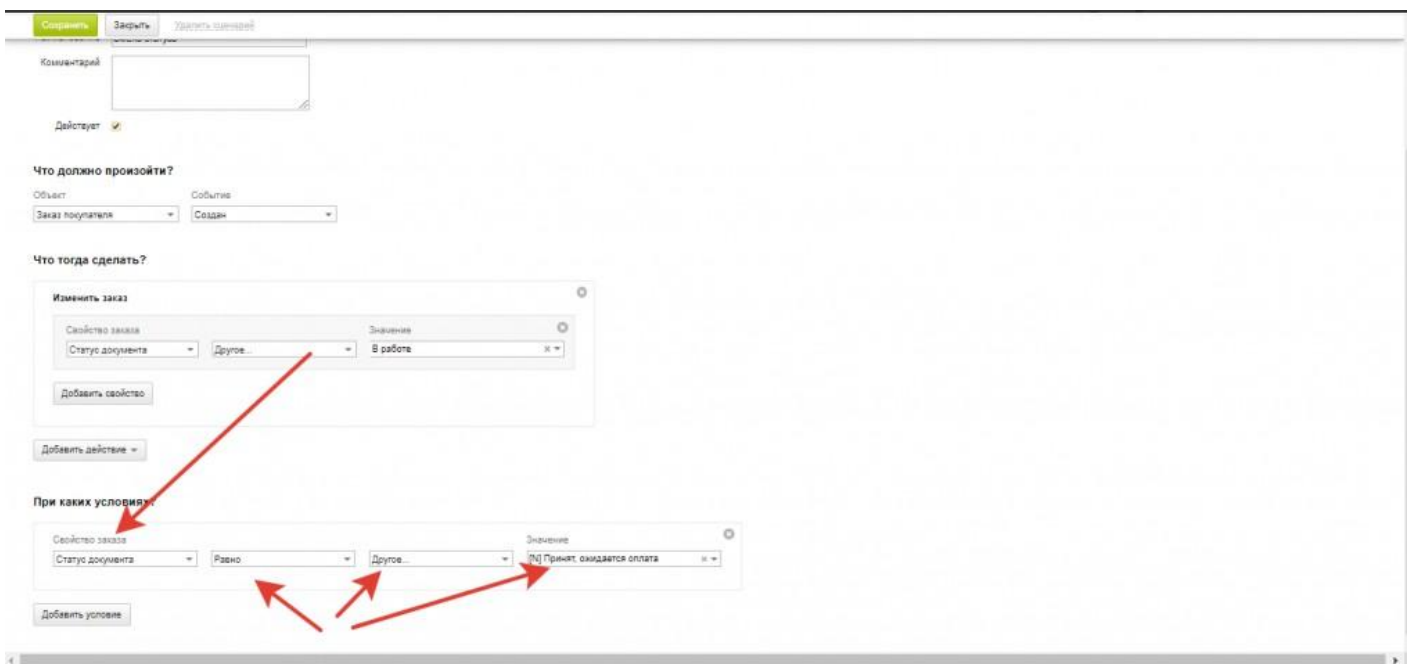 Сохранить Закрыть Удалить сценарий
Комментарий
Действует
Что должно произойти?
Объект Событие
Заказ покупателя Создан
Что тогда сделать?
Изменить заказ
Свойство заказа Значение
Статус документа Другое... В работе
Добавить свойство
Добавить действие
При каких условиях?
Свойство заказа Значение
Статус документа Равно Другое... [N] Принят, ожидается оплата
Добавить условие